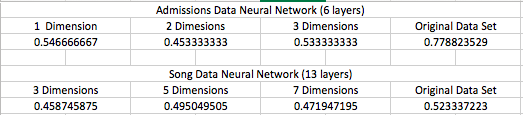 Admissions Data Neural Network (6 layers)
1 Dimension 2 Dimesions 3 Dimensions Original Data Set
0.546666667 0.453333333 0.533333333 0.778823529
Song Data Neural Network (13 layers)
3 Dimensions 5 Dimensions 7 Dimensions Original Data Set
0.458745875 0.495049505 0.471947195 0.523337223